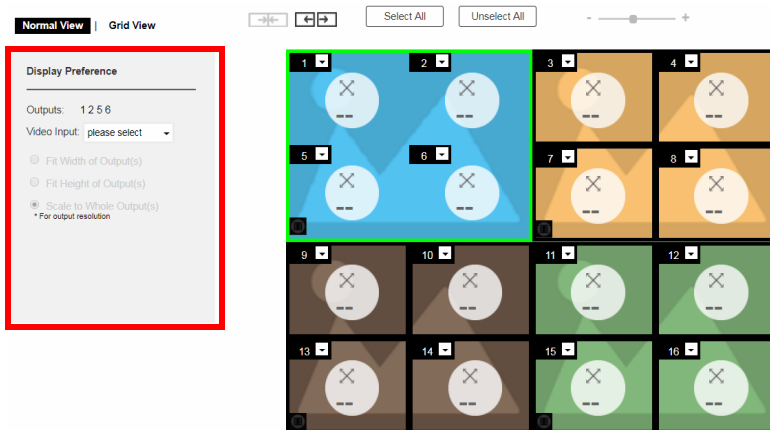 Normal View | Grid View
Select All
Unselect All
- +
Display Preference
Outputs: 1 2 5 6
Video Input: please select
Fit Width of Output(s)
Fit Height of Output(s)
Scale to Whole Output(s)
* For output resolution
1 2 3 4
-- -- -- --
5 6 7 8
-- -- -- --
9 10 11 12
-- -- -- --
13 14 15 16
-- -- -- --